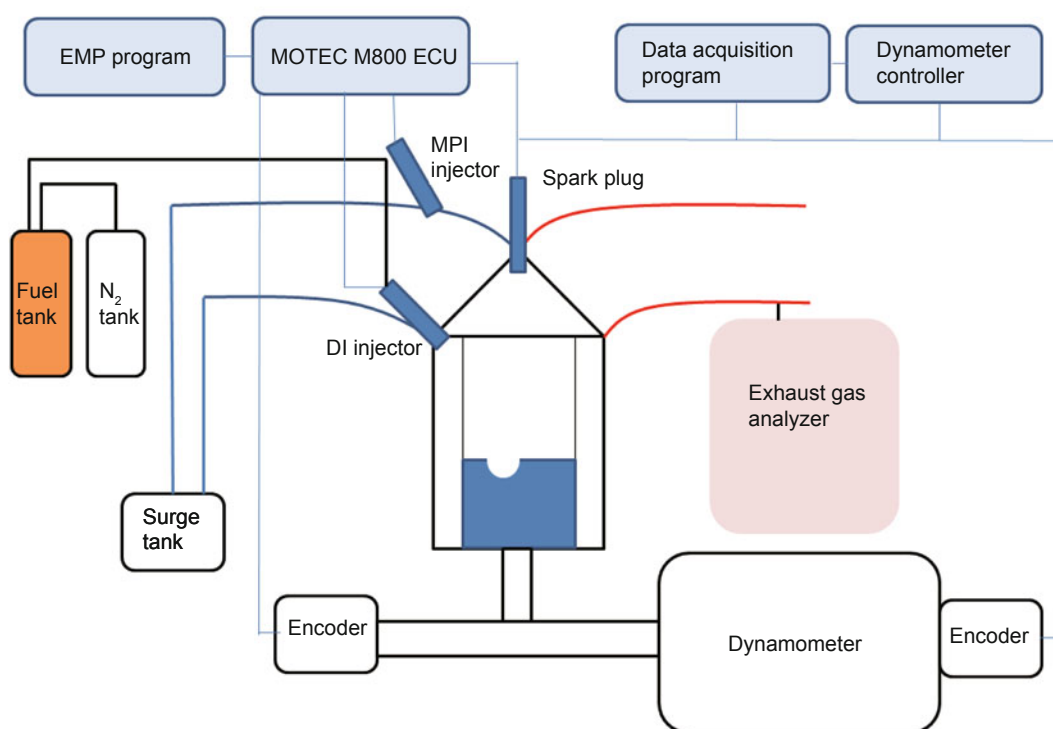 EMP program
MOTEC M800 ECU
Data acquisition
program
Dynamometer
controller
MPI
injector
Spark plug
Fuel
tank
N₂
tank
DI injector
Exhaust gas
analyzer
Surge
tank
Encoder
Dynamometer
Encoder